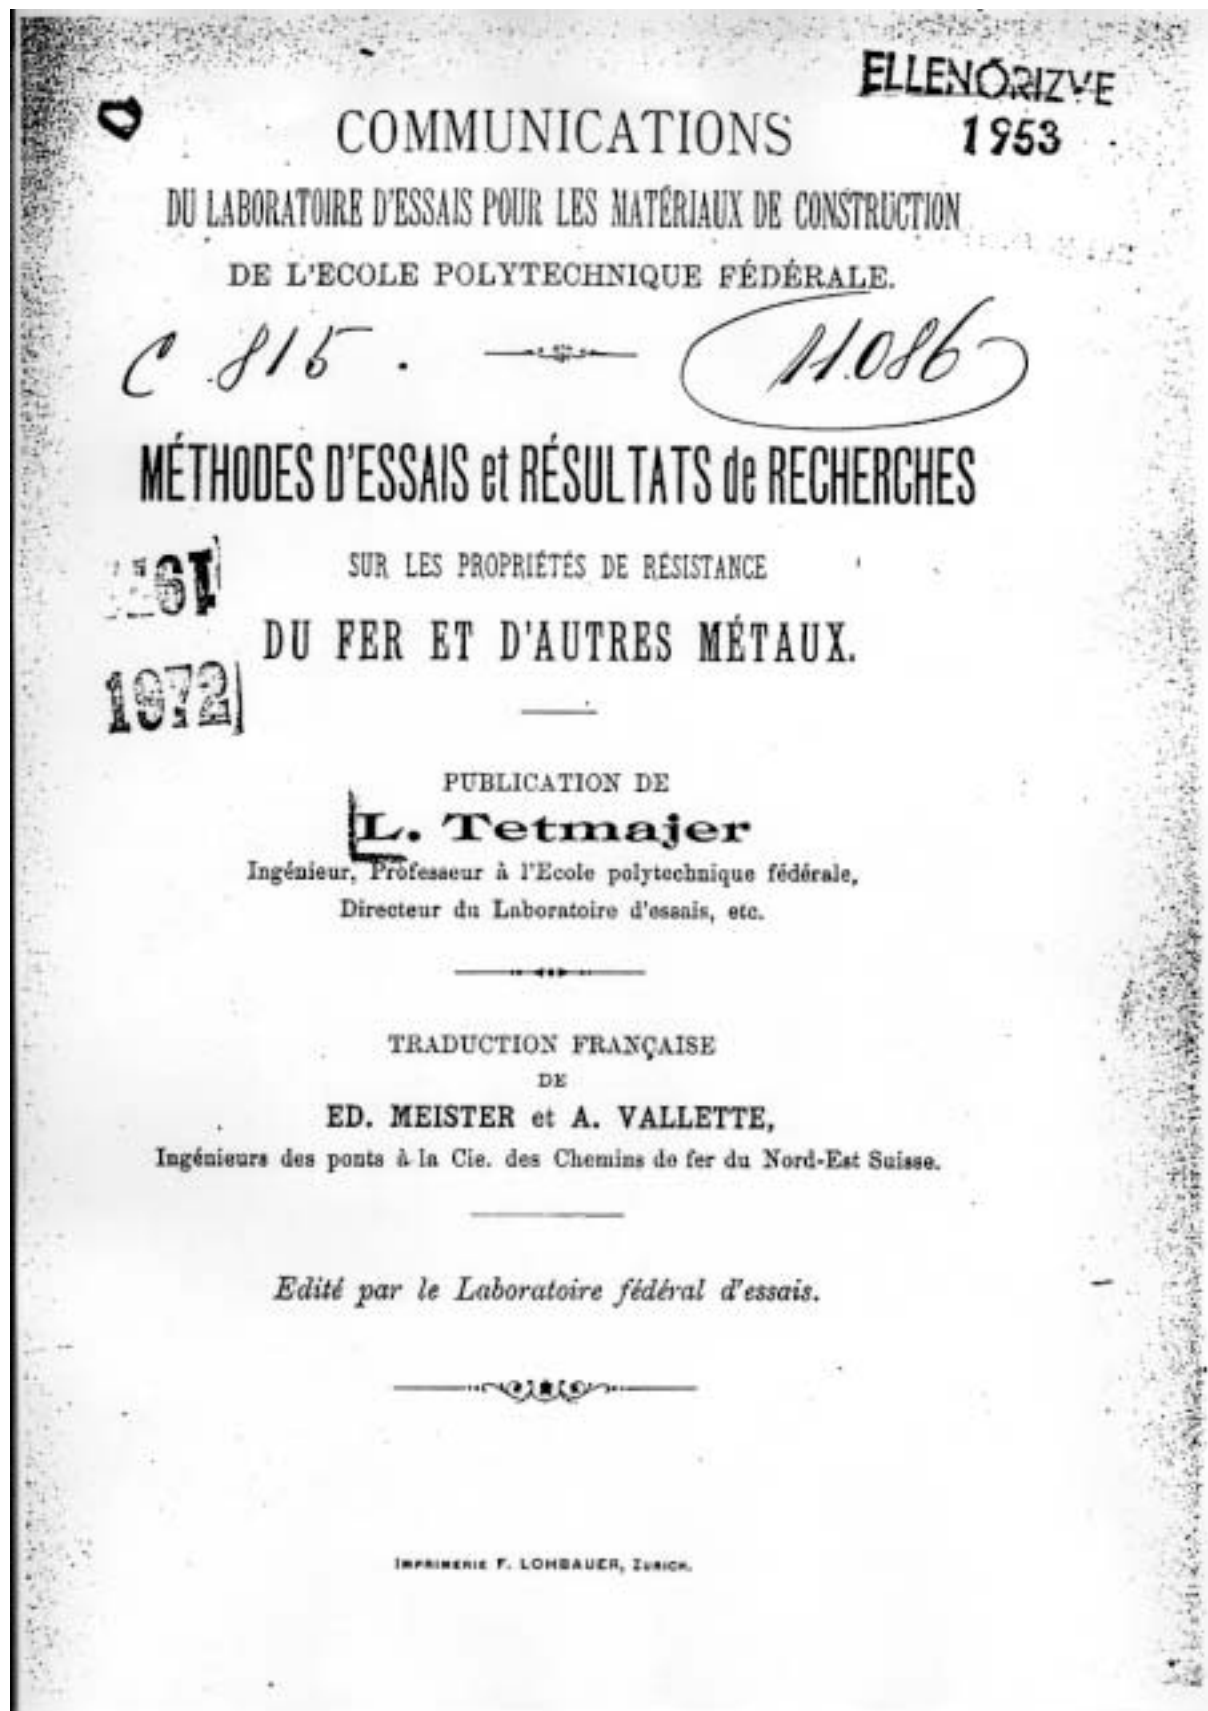 ELLENŐRIZVE
1953
COMMUNICATIONS
DU LABORATOIRE D'ESSAIS POUR LES MATÉRIAUX DE CONSTRUCTION
DE L'ECOLE POLYTECHNIQUE FÉDÉRALE.
C 815.
11.086
MÉTHODES D'ESSAIS et RÉSULTATS de RECHERCHES
SUR LES PROPRIÉTÉS DE RÉSISTANCE
DU FER ET D'AUTRES MÉTAUX.
1972
PUBLICATION DE
L. Tetmajer
Ingénieur, Professeur à l'Ecole polytechnique fédérale,
Directeur du Laboratoire d'essais, etc.
TRADUCTION FRANÇAISE
DE
ED. MEISTER et A. VALLETTE,
Ingénieurs des ponts à la Cie. des Chemins de fer du Nord-Est Suisse.
Edité par le Laboratoire fédéral d'essais.
IMPRIMERIE F. LOHBAUER, ZURICH.